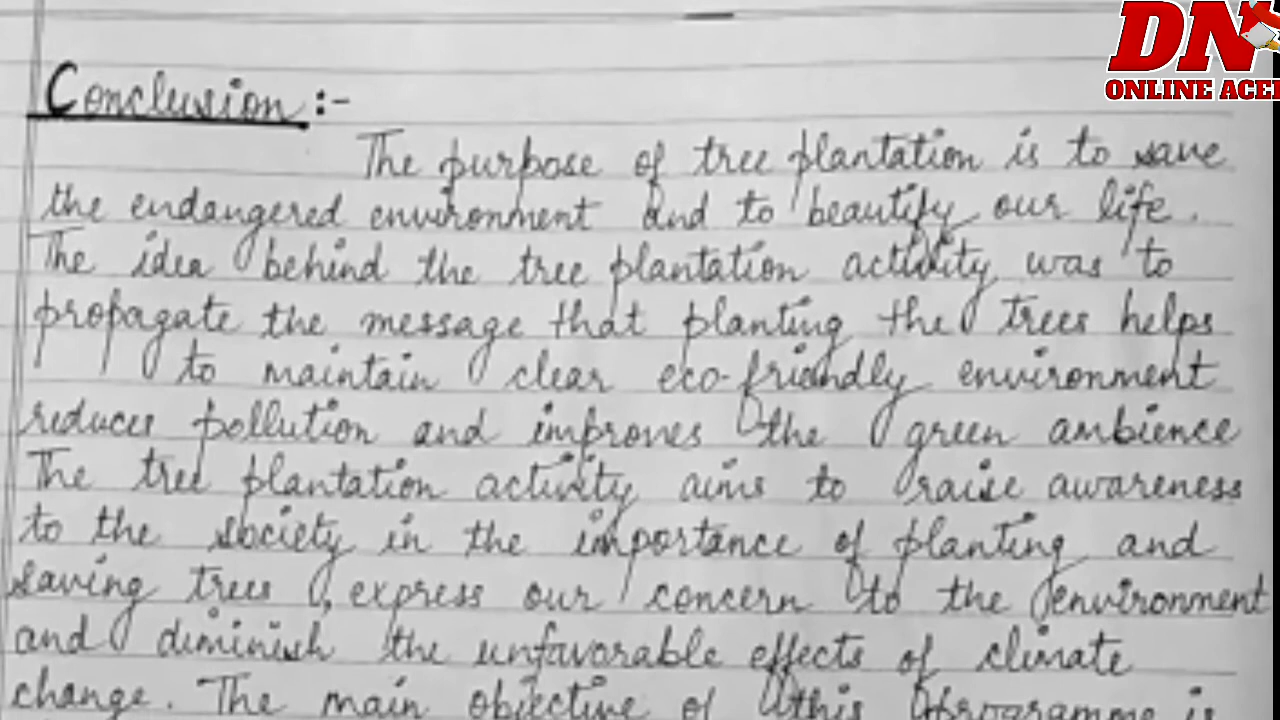 DN
ONLINE ACE
Conclusion :-
The purpose of tree plantation is to save
the endangered environment and to beautify our life.
The idea behind the tree plantation activity was to
propagate the message that planting the trees helps
to maintain clear eco-friendly environment
reduces pollution and improves the green ambience
The tree plantation activity aims to raise awareness
to the society in the importance of planting and
saving trees, express our concern to the environment
and diminish the unfavorable effects of climate
change. The main objective of this programme is